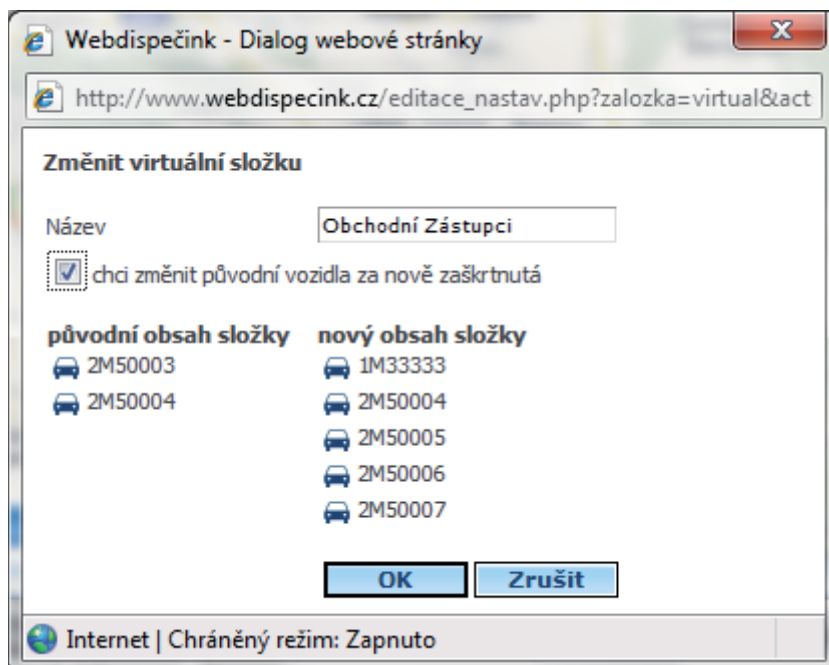 Webdispečink - Dialog webové stránky
http://www.webdispecink.cz/editace_nastav.php?zalozka=virtual&act
Změnit virtuální složku
Název Obchodní Zástupci
chci změnit původní vozidla za nově zaškrtnutá
původní obsah složky nový obsah složky
2M50003 1M33333
2M50004 2M50004
2M50005
2M50006
2M50007
OK Zrušit
Internet | Chráněný režim: Zapnuto